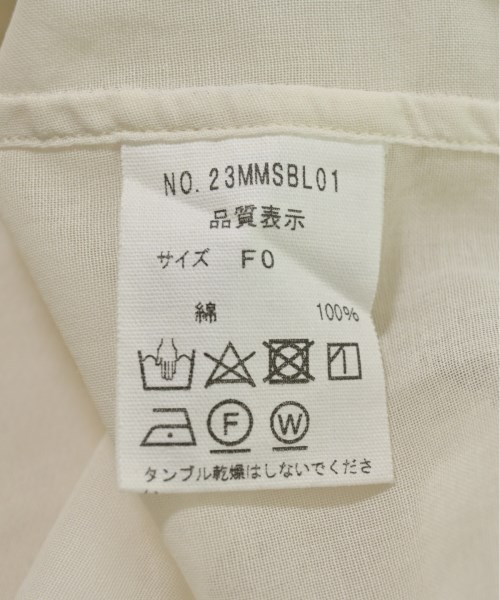 NO. 23MMSBL01
品質表示
サイズ F0
綿 100%
F W
タンブル乾燥はしないでくださ
い